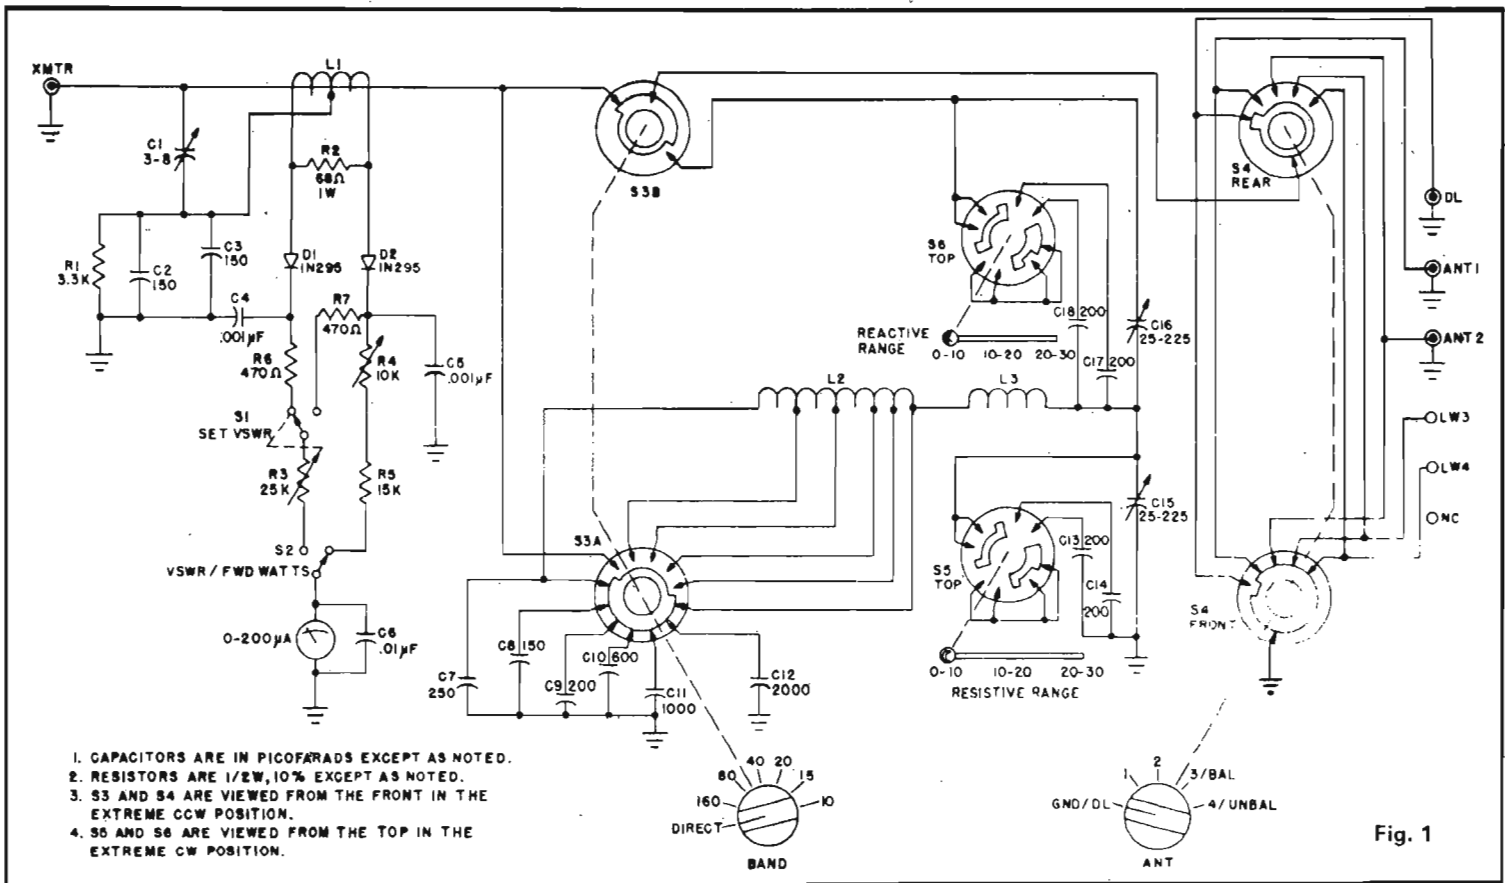 XMTR
L1
C1
3-8
R2
68Ω
1W
R1
3.3K
C2
150
C3
150
D1
1N295
D2
1N295
C4
.001µF
R7
470Ω
R6
470Ω
R4
10K
C5
.001µF
S1
SET VSWR
R3
25K
R5
15K
S2
VSWR / FWD WATTS
0-200µA
C6
.01µF
S3B
S3A
C7
250
C8 150
C9 200
C10 600
C11
1000
C12
2000
L2
L3
S6
TOP
REACTIVE
RANGE
0-10 10-20 20-30
C18 200
C17 200
C16
25-225
S5
TOP
C13 200
C14
200
C15
25-225
0-10 10-20 20-30
RESISTIVE RANGE
S4
REAR
DL
ANT 1
ANT 2
LW3
LW4
NC
S4
FRONT
DIRECT
160
80
40
20
15
10
BAND
GND/DL
1
2
3/BAL
4/UNBAL
ANT
1. CAPACITORS ARE IN PICOFARADS EXCEPT AS NOTED.
2. RESISTORS ARE 1/2W, 10% EXCEPT AS NOTED.
3. S3 AND S4 ARE VIEWED FROM THE FRONT IN THE
EXTREME CCW POSITION.
4. S5 AND S6 ARE VIEWED FROM THE TOP IN THE
EXTREME CW POSITION.
Fig. 1